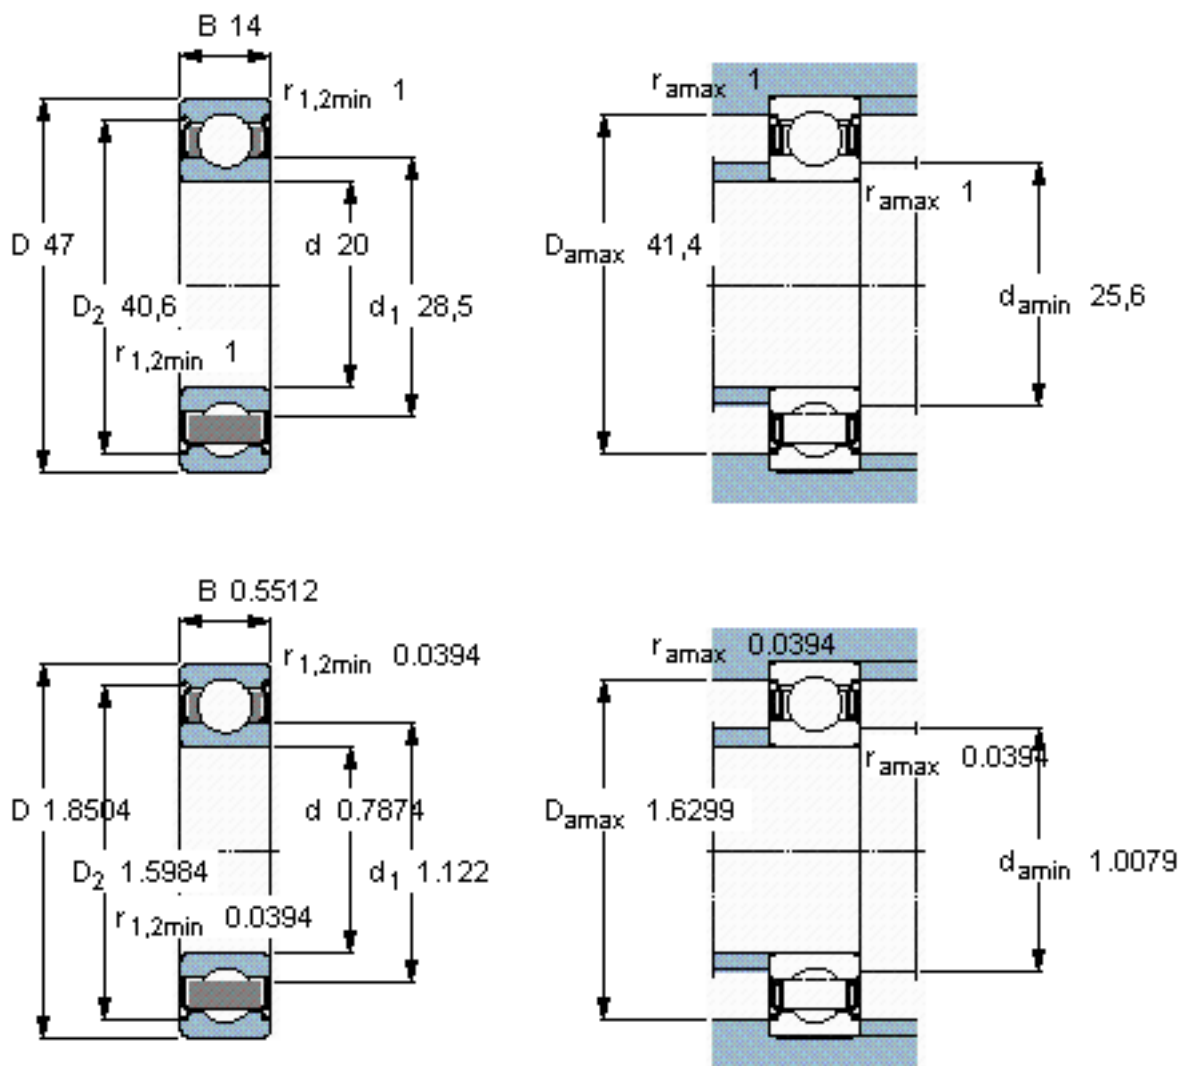 B 14
r1,2min 1
ramax 1
ramax 1
D 47
d 20
Damax 41,4
D2 40,6
d1 28,5
damin 25,6
r1,2min 1
B 0.5512
r1,2min 0.0394
ramax 0.0394
ramax 0.0394
D 1.8504
d 0.7874
Damax 1.6299
D2 1.5984
d1 1.122
damin 1.0079
r1,2min 0.0394